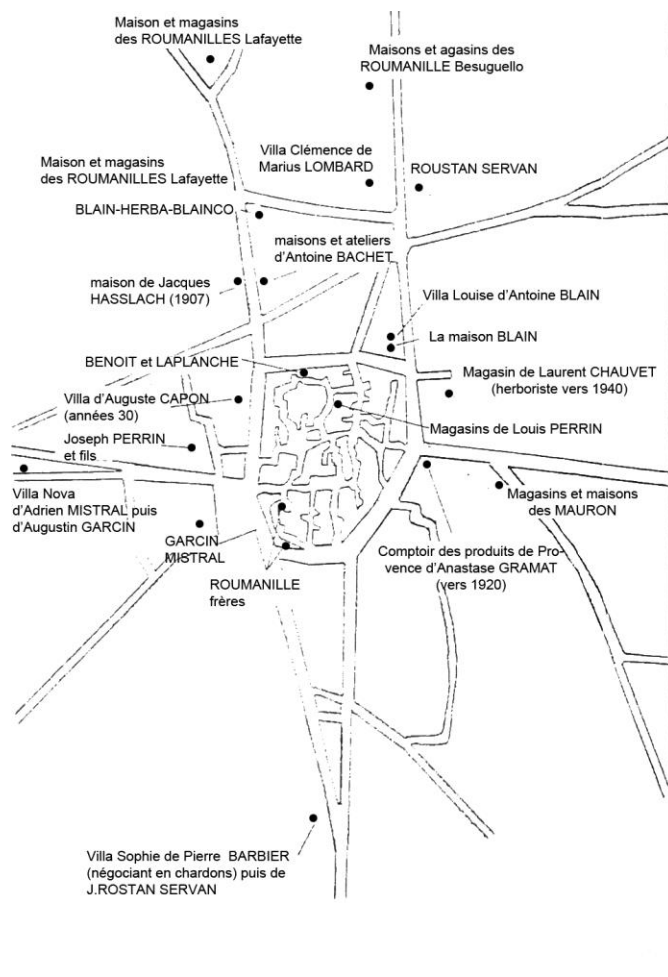 Maison et magasins
des ROUMANILLES Lafayette
Maisons et agasins des
ROUMANILLE Besuguello
Villa Clémence de
Marius LOMBARD
ROUSTAN SERVAN
Maison et magasins
des ROUMANILLES Lafayette
BLAIN-HERBA-BLAINCO
maisons et ateliers
d'Antoine BACHET
maison de Jacques
HASSLACH (1907)
Villa Louise d'Antoine BLAIN
La maison BLAIN
BENOIT et LAPLANCHE
Magasin de Laurent CHAUVET
(herboriste vers 1940)
Villa d'Auguste CAPON
(années 30)
Magasins de Louis PERRIN
Joseph PERRIN
et fils
Villa Nova
d'Adrien MISTRAL puis
d'Augustin GARCIN
Magasins et maisons
des MAURON
GARCIN
MISTRAL
Comptoir des produits de Pro-
vence d'Anastase GRAMAT
(vers 1920)
ROUMANILLE
frères
Villa Sophie de Pierre BARBIER
(négociant en chardons) puis de
J.ROSTAN SERVAN